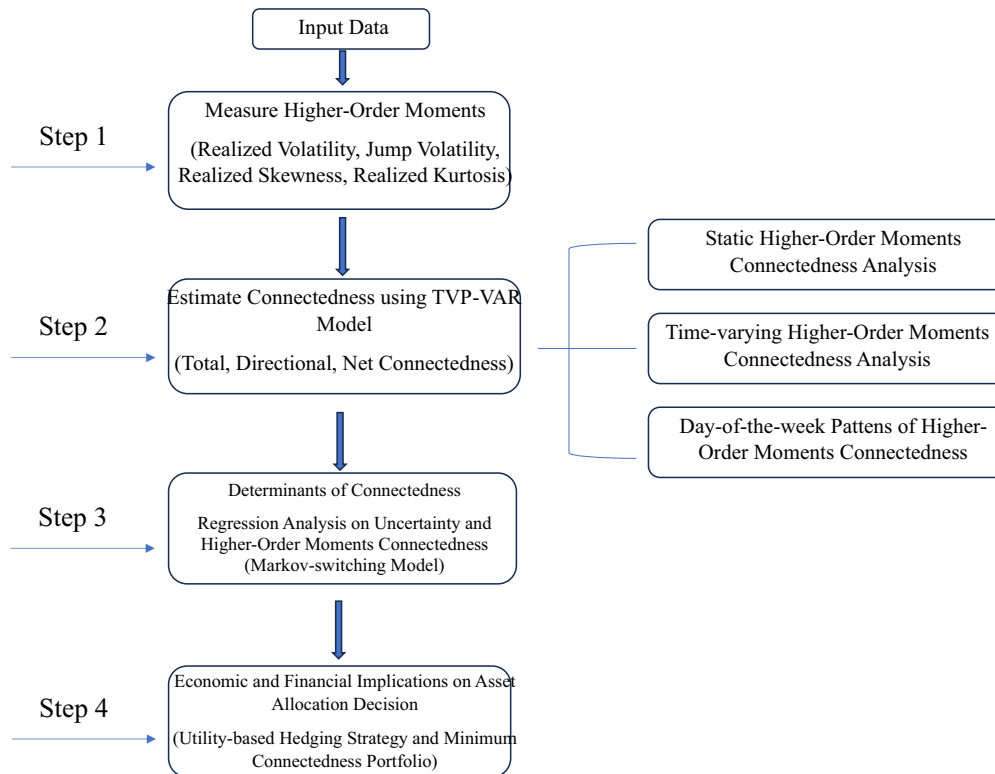 Input Data
Step 1
Measure Higher-Order Moments
(Realized Volatility, Jump Volatility,
Realized Skewness, Realized Kurtosis)
Step 2
Estimate Connectedness using TVP-VAR
Model
(Total, Directional, Net Connectedness)
Static Higher-Order Moments
Connectedness Analysis
Time-varying Higher-Order Moments
Connectedness Analysis
Day-of-the-week Pattens of Higher-
Order Moments Connectedness
Step 3
Determinants of Connectedness
Regression Analysis on Uncertainty and
Higher-Order Moments Connectedness
(Markov-switching Model)
Step 4
Economic and Financial Implications on Asset
Allocation Decision
(Utility-based Hedging Strategy and Minimum
Connectedness Portfolio)